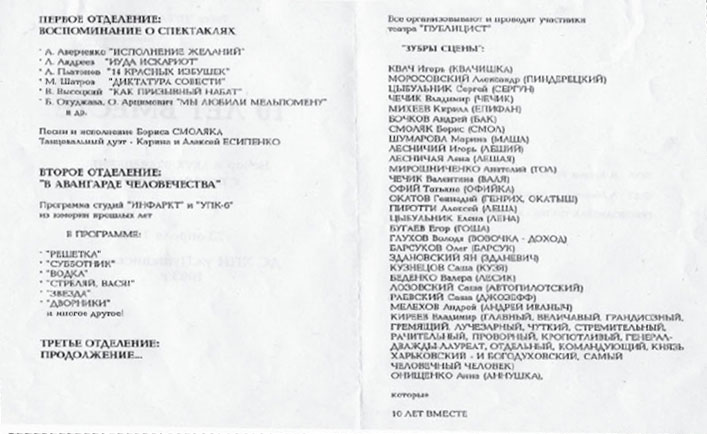 ПЕРВОЕ ОТДЕЛЕНИЕ:
ВОСПОМИНАНИЕ О СПЕКТАКЛЯХ
* А. Аверченко "ИСПОЛНЕНИЕ ЖЕЛАНИЙ"
* Л. Андреев "ИУДА ИСКАРИОТ"
* А. Платонов "14 КРАСНЫХ ИЗБУШЕК"
* М. Шатров "ДИКТАТУРА СОВЕСТИ"
* В. Высоцкий "КАК ПРИЗЫВНЫЙ НАБАТ"
* Б. Окуджава, О. Арцимович "МЫ ЛЮБИЛИ МЕЛЬПОМЕНУ"
и др.
Песни в исполнении Бориса СМОЛЯКА
Танцовальный дуэт - Карина и Алексей ЕСИПЕНКО
ВТОРОЕ ОТДЕЛЕНИЕ:
"В АВАНГАРДЕ ЧЕЛОВЕЧЕСТВА"
Программа студий "ИНФАРКТ" и "УПК-6"
из юморин прошлых лет
В ПРОГРАММЕ:
* "РЕШЕТКА"
* "СУББОТНИК"
* "ВОДКА"
* "СТРЕЛЯЙ, ВАСЯ!"
* "ЗВЕЗДА"
* "ДВОРНИКИ"
и многое другое!
ТРЕТЬЕ ОТДЕЛЕНИЕ:
ПРОДОЛЖЕНИЕ...
Все организовывают и проводят участники
театра "ПУБЛИЦИСТ"
"ЗУБРЫ СЦЕНЫ":
КВАЧ Игорь (КВАЧИШКА)
МОРОСОВСКИЙ Александр (ПИНДЕРЕЦКИЙ)
ЦЫБУЛЬНИК Сергей (СЕРГУН)
ЧЕЧИК Владимир (ЧЕЧИК)
МИХЕЕВ Кирилл (ЕПИФАН)
БОЧКОВ Андрей (БАК)
СМОЛЯК Борис (СМОЛ)
ШУМАРОВА Марина (МАША)
ЛЕСНИЧИЙ Игорь (ЛЕШИЙ)
ЛЕСНИЧАЯ Лена (ЛЕШАЯ)
МИРОШНИЧЕНКО Анатолий (ТОЛ)
ЧЕЧИК Валентина (ВАЛЯ)
ОФИЙ Татьяна (ОФИЙКА)
ОКАТОВ Геннадий (ГЕНРИХ, ОКАТЫШ)
ПИРОТТИ Алексей (ЛЕША)
ЦЫБУЛЬНИК Елена (ЛЕНА)
БУГАЕВ Егор (ГОША)
ГЛУХОВ Володя (ВОВОЧКА - ДОХОД)
БАРСУКОВ Олег (БАРСУК)
ЗДАНОВСКИЙ ЯН (ЗДАНЕВИЧ)
КУЗНЕЦОВ Саша (КУЗЯ)
БЕДЕНКО Валера (ЛЕСИК)
ЛОЗОВСКИЙ Саша (АВТОПИЛОТСКИЙ)
РАЕВСКИЙ Саша (ДЖОЗЕФФ)
МЕЛЕХОВ Андрей (АНДРЕЙ ИВАНЫЧ)
КИРЕЕВ Владимир (ГЛАВНЫЙ, ВЕЛИЧАВЫЙ, ГРАНДИОЗНЫЙ,
ГРЕМЯЩИЙ, ЛУЧЕЗАРНЫЙ, ЧУТКИЙ, СТРЕМИТЕЛЬНЫЙ,
РАЧИТЕЛЬНЫЙ, ПРОВОРНЫЙ, КРОПОТЛИВЫЙ, ГЕНЕРАЛ-
ДВАЖДЫ ЛАУРЕАТ, ОТДЕЛЬНЫЙ, КОМАНДУЮЩИЙ, КНЯЗЬ
ХАРЬКОВСКИЙ - И БОГОДУХОВСКИЙ, САМЫЙ
ЧЕЛОВЕЧНЫЙ ЧЕЛОВЕК)
ОНИЩЕНКО Анна (АННУШКА),
которые
10 ЛЕТ ВМЕСТЕ